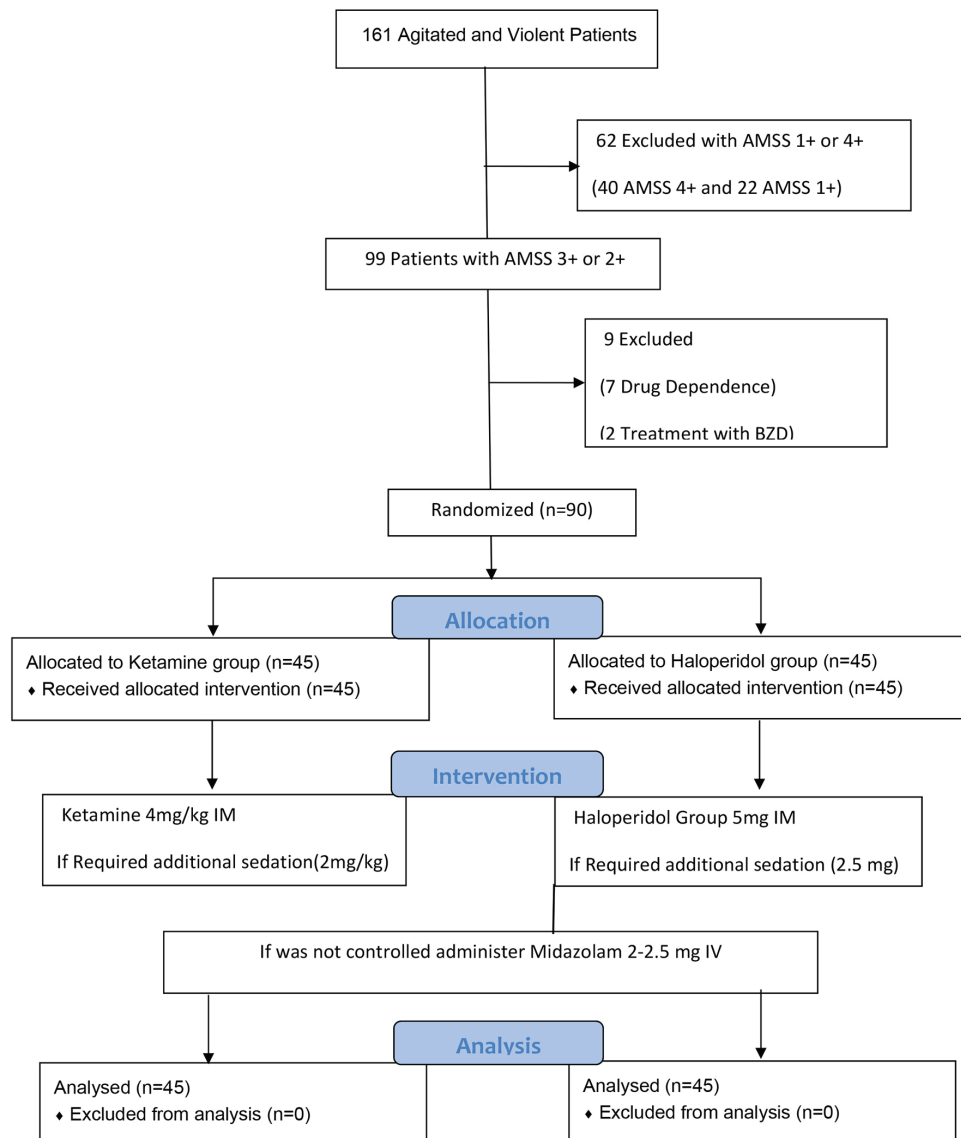 161 Agitated and Violent Patients
62 Excluded with AMSS 1+ or 4+
(40 AMSS 4+ and 22 AMSS 1+)
99 Patients with AMSS 3+ or 2+
9 Excluded
(7 Drug Dependence)
(2 Treatment with BZD)
Randomized (n=90)
Allocation
Allocated to Ketamine group (n=45)
♦ Received allocated intervention (n=45)
Allocated to Haloperidol group (n=45)
♦ Received allocated intervention (n=45)
Intervention
Ketamine 4mg/kg IM
If Required additional sedation(2mg/kg)
Haloperidol Group 5mg IM
If Required additional sedation (2.5 mg)
If was not controlled administer Midazolam 2-2.5 mg IV
Analysis
Analysed (n=45)
♦ Excluded from analysis (n=0)
Analysed (n=45)
♦ Excluded from analysis (n=0)